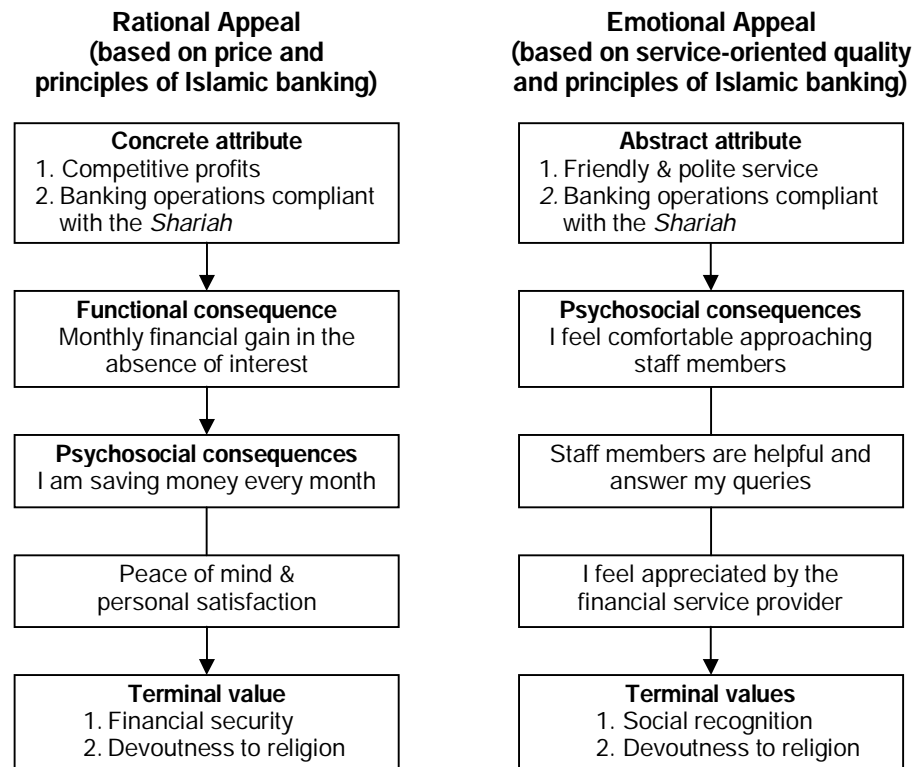 Rational Appeal
(based on price and
principles of Islamic banking)
Concrete attribute
1. Competitive profits
2. Banking operations compliant
with the Shariah
Functional consequence
Monthly financial gain in the
absence of interest
Psychosocial consequences
I am saving money every month
Peace of mind &
personal satisfaction
Terminal value
1. Financial security
2. Devoutness to religion
Emotional Appeal
(based on service-oriented quality
and principles of Islamic banking)
Abstract attribute
1. Friendly & polite service
2. Banking operations compliant
with the Shariah
Psychosocial consequences
I feel comfortable approaching
staff members
Staff members are helpful and
answer my queries
I feel appreciated by the
financial service provider
Terminal values
1. Social recognition
2. Devoutness to religion